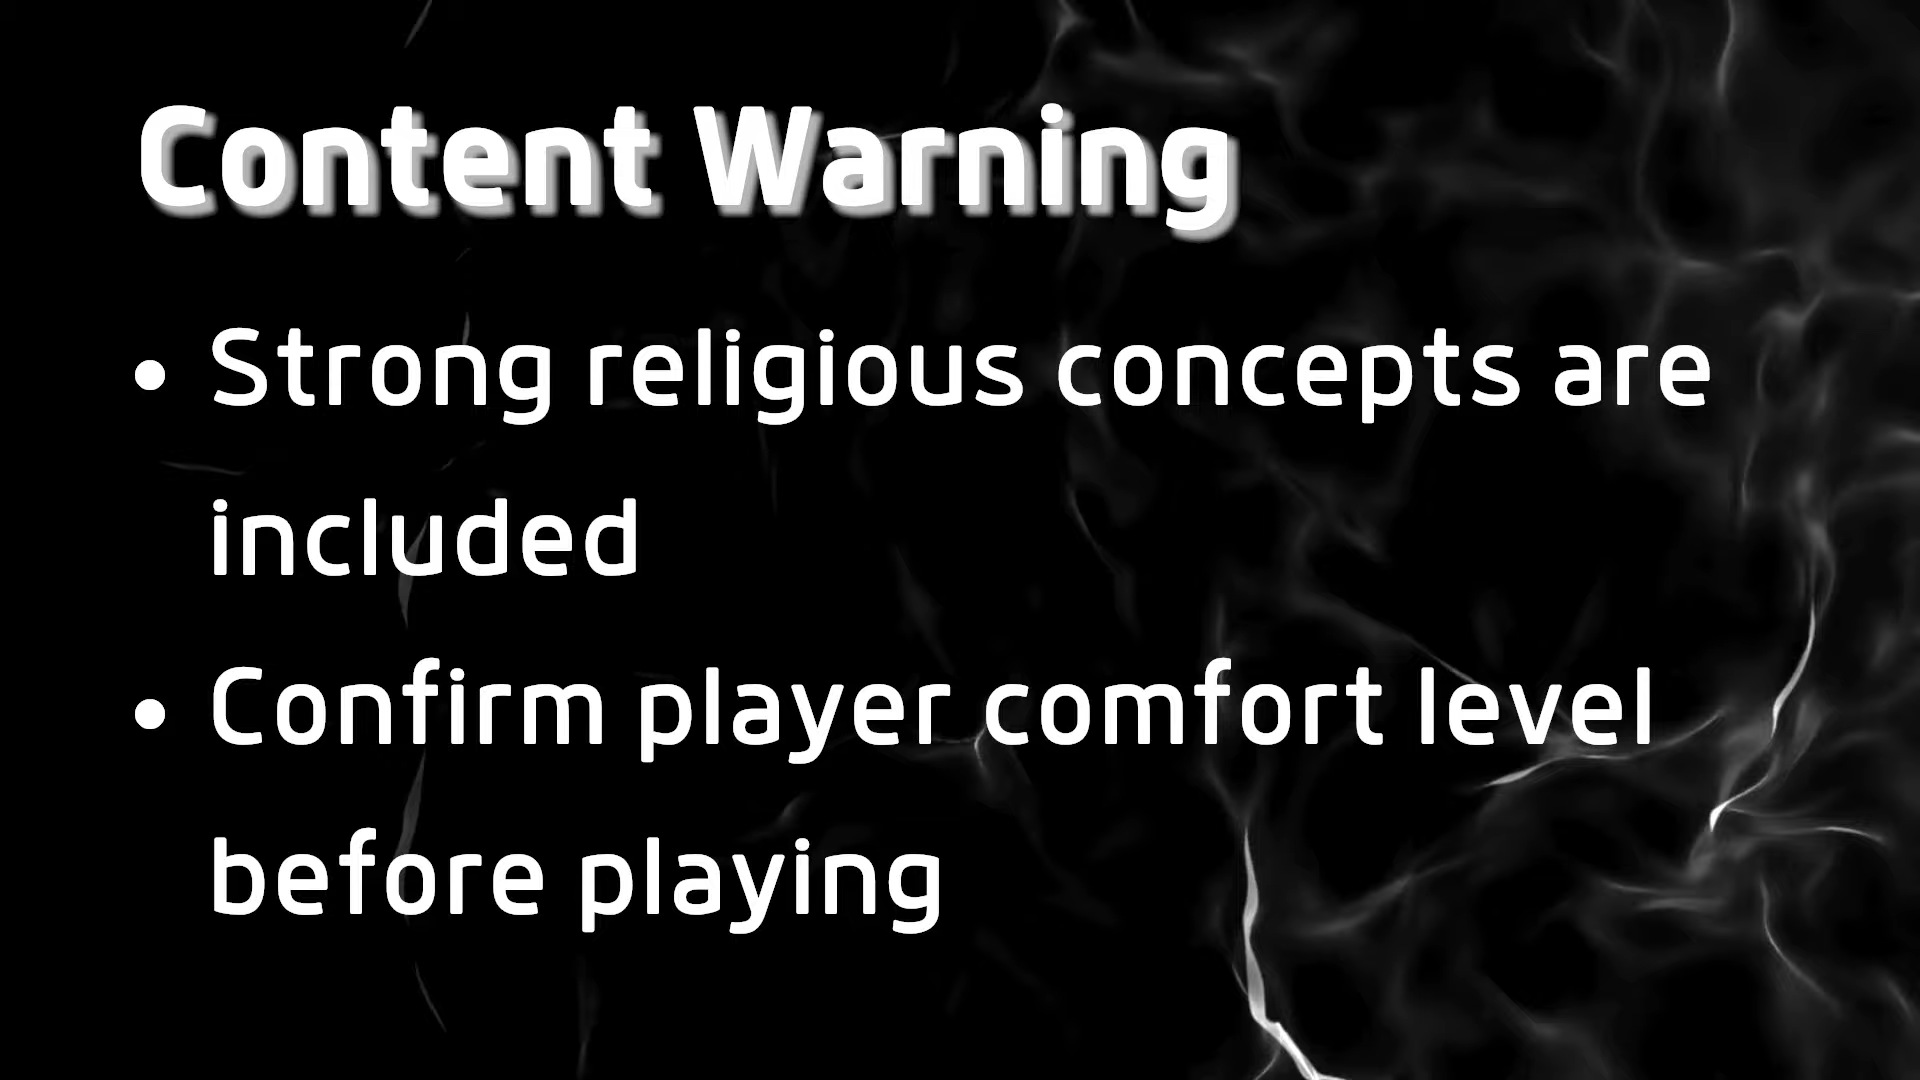 Content Warning
• Strong religious concepts are
included
• Confirm player comfort level
before playing